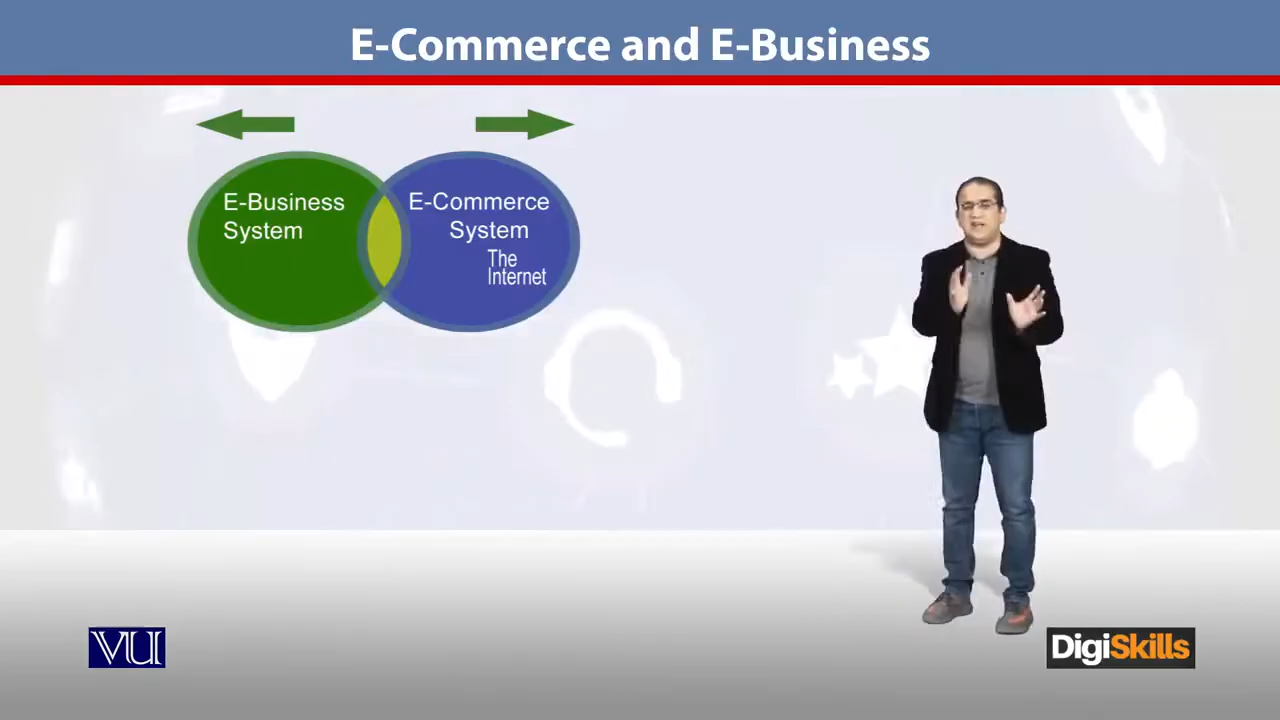 E-Commerce and E-Business
E-Business
System
E-Commerce
System
The
Internet
VU
DigiSkills